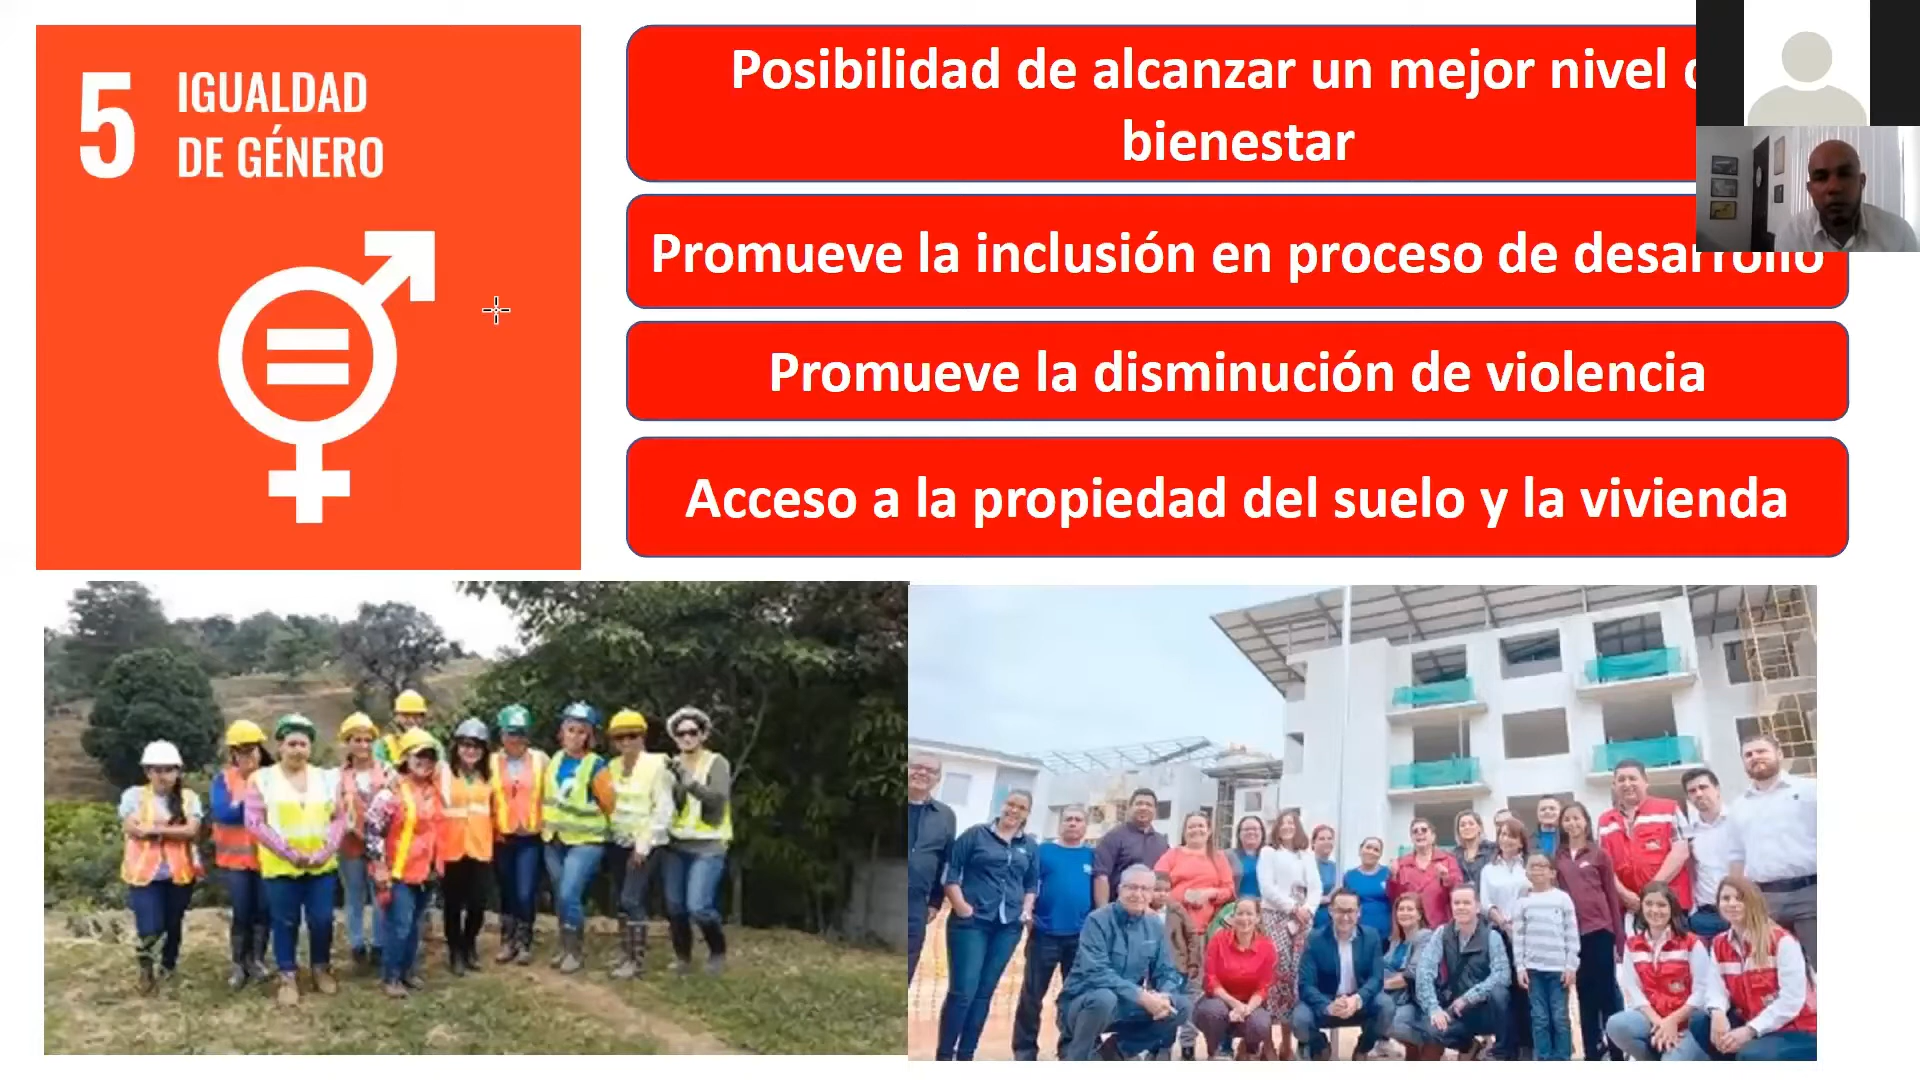 5 IGUALDAD
DE GÉNERO
Posibilidad de alcanzar un mejor nivel
bienestar
Promueve la inclusión en proceso de desarrollo
Promueve la disminución de violencia
Acceso a la propiedad del suelo y la vivienda